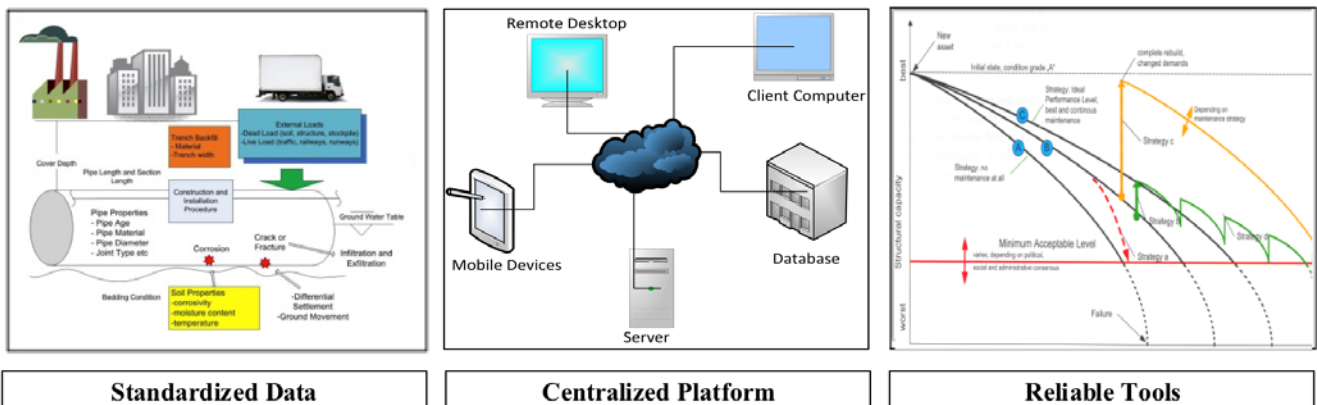 External Loads
-Dead Load (soil, structure, stockpile)
-Live Load (traffic, railways, runways)
Trench Backfill
- Material
- Trench width
Cover Depth
Pipe Length and Section
Length
Construction and
Installation
Procedure
Ground Water Table
Pipe Properties
- Pipe Age
- Pipe Material
- Pipe Diameter
- Joint Type etc
Corrosion
Crack or
Fracture
Infiltration and
Exfiltration
Bedding Condition
Soil Properties
-corrosivity
-moisture content
-temperature
-Differential
Settlement
-Ground Movement
Standardized Data
Remote Desktop
Client Computer
Mobile Devices
Database
Server
Centralized Platform
New
asset
best
Initial state, condition grade „A"
complete rebuild,
changed demands
Strategy: Ideal
Performance Level,
best and continous
maintenance
Depending on
maintenance strategy
C
A
B
Strategy c
Strategy: no
maintenance at all
Structural capacity
Strategy d
Minimum Acceptable Level
varies, depending on political,
social and administrative consensus
Strategy a
worst
Failure
Reliable Tools